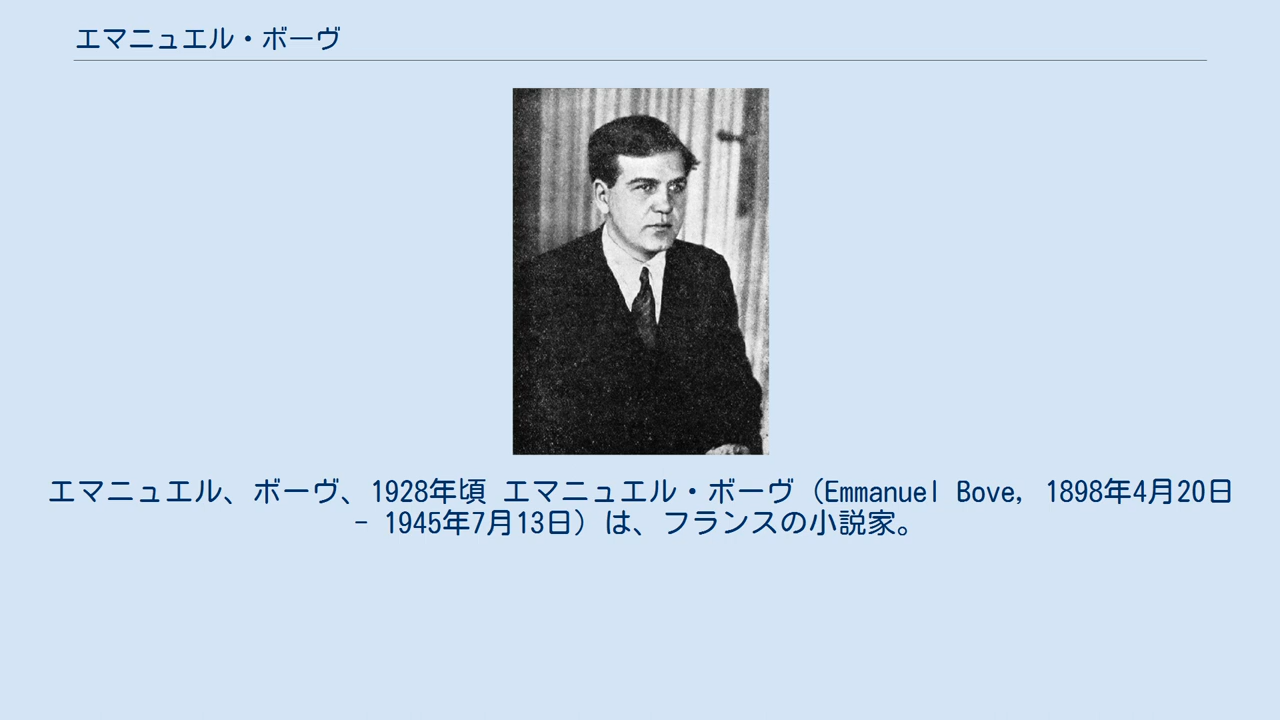 エマニュエル・ボーヴ
エマニュエル、ボーヴ、1928年頃 エマニュエル・ボーヴ（Emmanuel Bove, 1898年4月20日
- 1945年7月13日）は、フランスの小説家。